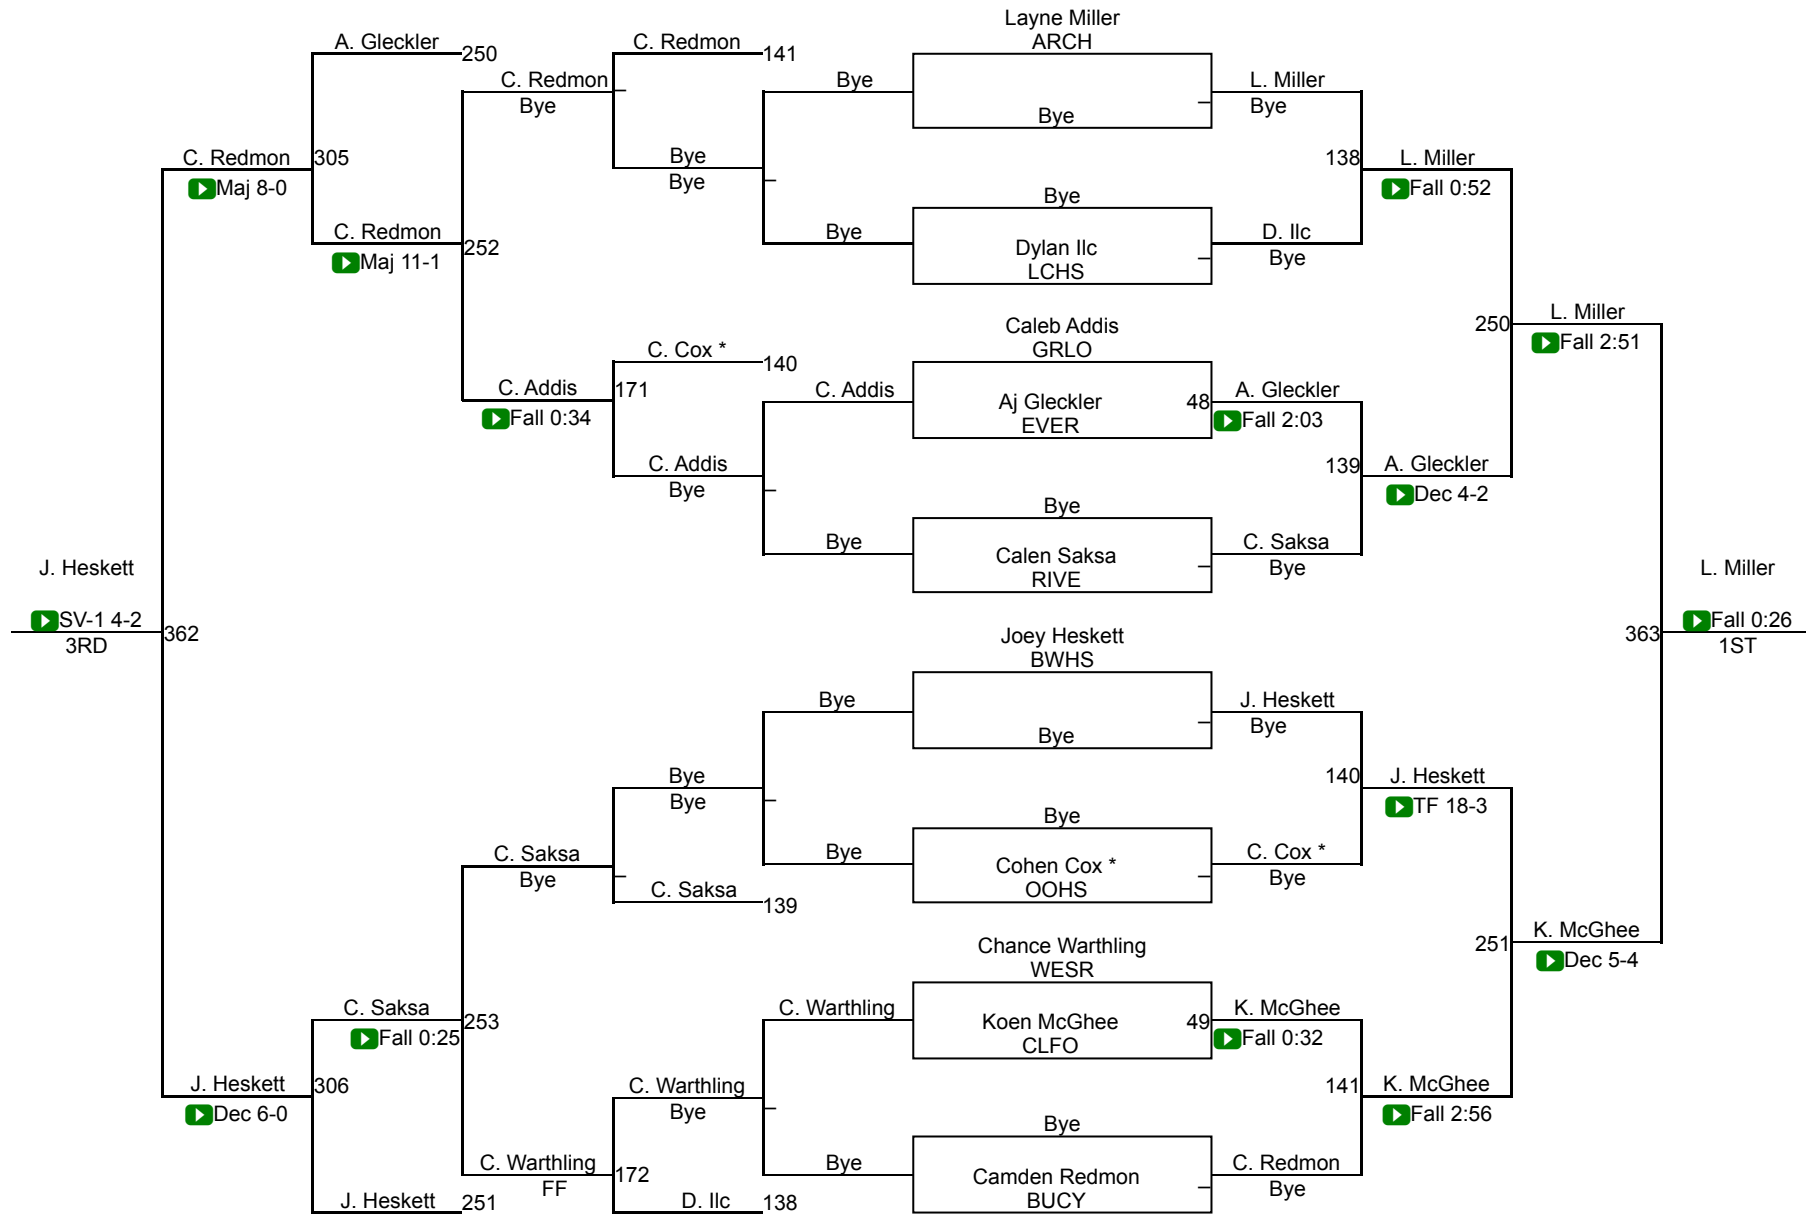 Layne Miller
A. Gleckler
C. Redmon
ARCH
250
141
C. Redmon
Bye
L. Miller
Bye
Bye
Bye
C. Redmon
305
Bye
138
L. Miller
Maj 8-0
Bye
Fall 0:52
Bye
C. Redmon
Bye
D. Ilc
252
Dylan Ilc
Maj 11-1
Bye
LCHS
L. Miller
Caleb Addis
250
C. Cox *
GRLO
Fall 2:51
140
C. Addis
171
C. Addis
Aj Gleckler
48
A. Gleckler
Fall 0:34
EVER
Fall 2:03
C. Addis
139
A. Gleckler
Bye
Dec 4-2
Bye
Bye
C. Saksa
Calen Saksa
J. Heskett
Bye
L. Miller
RIVE
SV-1 4-2
Fall 0:26
362
Joey Heskett
363
3RD
1ST
BWHS
Bye
J. Heskett
Bye
Bye
Bye
140
J. Heskett
Bye
TF 18-3
Bye
C. Saksa
Bye
C. Cox *
Bye
Cohen Cox *
Bye
C. Saksa
OOHS
139
K. McGhee
Chance Warthling
251
WESR
Dec 5-4
C. Saksa
C. Warthling
K. McGhee
253
Koen McGhee
49
Fall 0:25
CLFO
Fall 0:32
J. Heskett
306
C. Warthling
141
K. McGhee
Dec 6-0
Bye
Fall 2:56
Bye
C. Warthling
Bye
C. Redmon
172
Camden Redmon
FF
Bye
J. Heskett
251
D. Ilc
138
BUCY